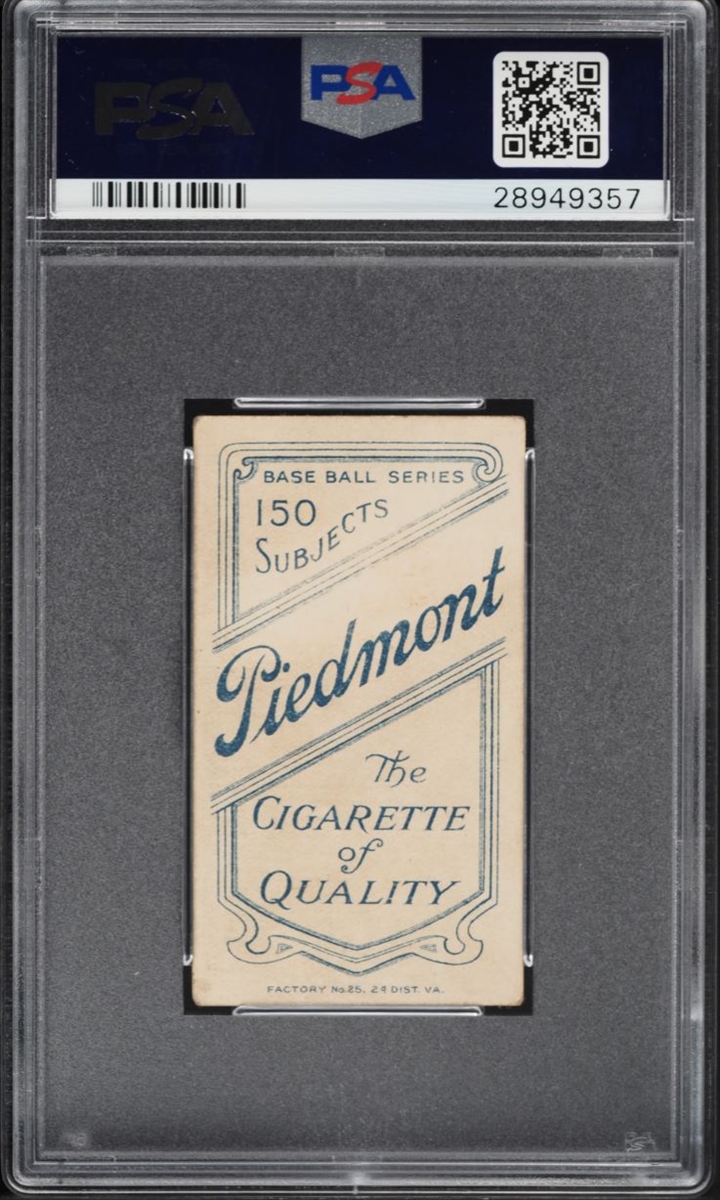 PSA
PSA
28949357
BASE BALL SERIES
150
SUBJECTS
Piedmont
The
CIGARETTE
of
QUALITY
FACTORY No. 25, 2d DIST. VA.